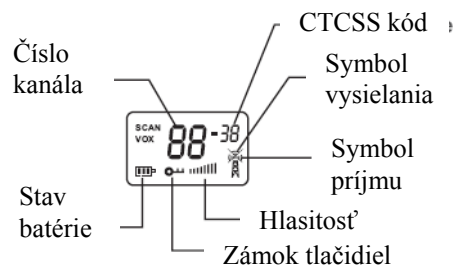 CTCSS kód
Číslo
kanála
Symbol
vysielania
SCAN
VOX
88-38
Symbol
príjmu
Stav
batérie
Hlasitosť
Zámok tlačidiel